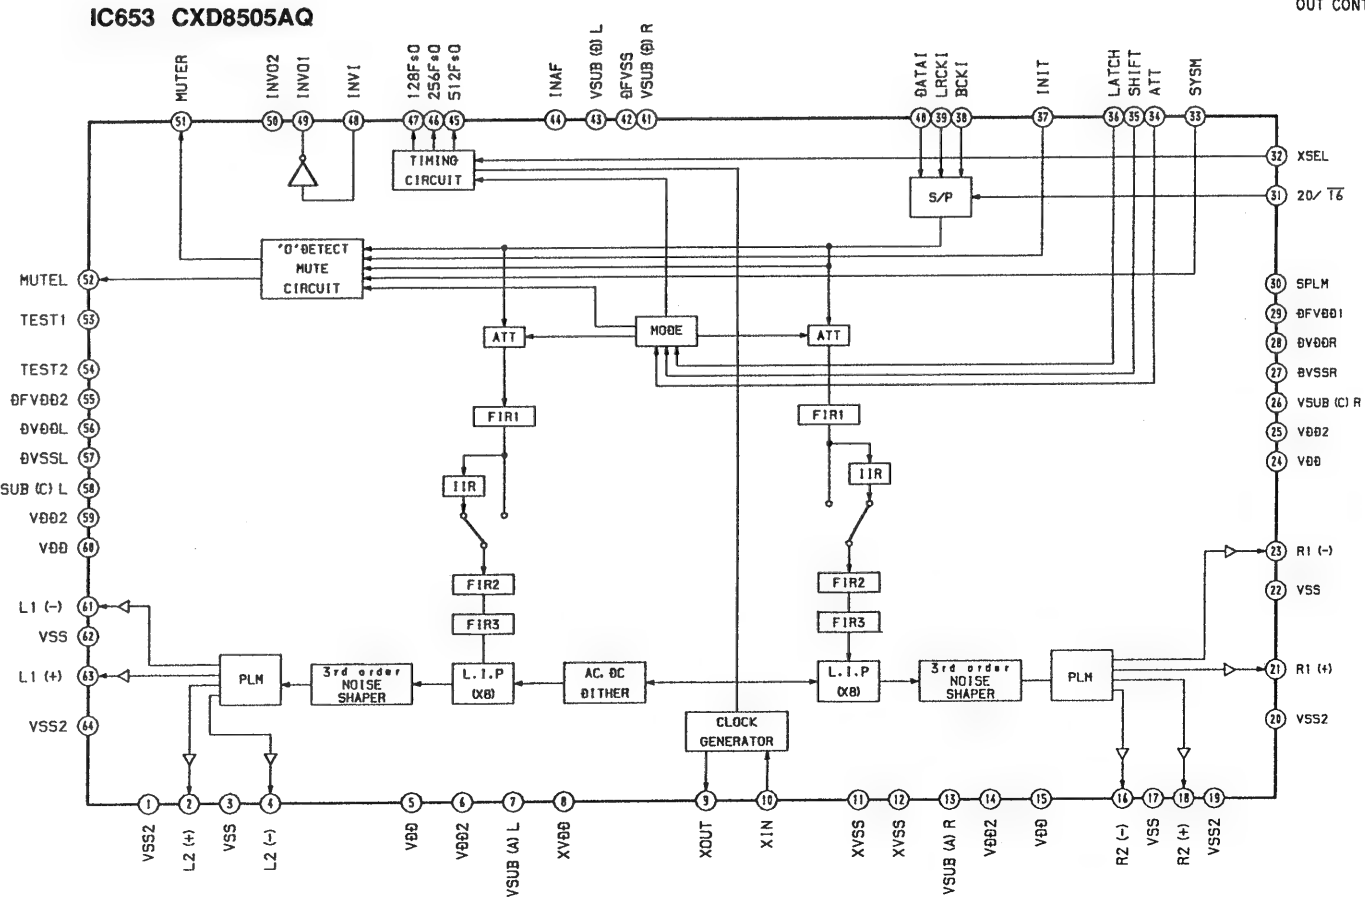 IC653 CXD8505AQ
OUT CONT
MUTER
INVO2
INVO1
INVI
128FsO
256FsO
512FsO
INAF
VSUB (D) L
DFVSS
VSUB (D) R
DATAI
LRCKI
BCKI
INIT
LATCH
SHIFT
ATT
SYSM
51
50
49
48
47
46
45
44
43
42
41
40
39
38
37
36
35
34
33
TIMING
CIRCUIT
S/P
32 XSEL
31 20/ 16
'0' DETECT
MUTE
CIRCUIT
MUTEL 52
TEST1 53
TEST2 54
DFVDD2 55
DVDDL 56
DVSSL 57
SUB (C) L 58
VDD2 59
VDD 60
L1 (-) 61
VSS 62
L1 (+) 63
VSS2 64
30 SPLM
29 DFVDD1
28 DVDDR
27 DVSSR
26 VSUB (C) R
25 VDD2
24 VDD
23 R1 (-)
22 VSS
21 R1 (+)
20 VSS2
ATT
MODE
ATT
FIR1
FIR1
IIR
IIR
FIR2
FIR2
FIR3
FIR3
PLM
3rd order
NOISE
SHAPER
L.I.P
(X8)
AC. DC
DITHER
L.I.P
(X8)
3rd order
NOISE
SHAPER
PLM
CLOCK
GENERATOR
1
2
3
4
5
6
7
8
9
10
11
12
13
14
15
16
17
18
19
VSS2
L2 (+)
VSS
L2 (-)
VDD
VDD2
VSUB (A) L
XVDD
XOUT
XIN
XVSS
XVSS
VSUB (A) R
VDD2
VDD
R2 (-)
VSS
R2 (+)
VSS2